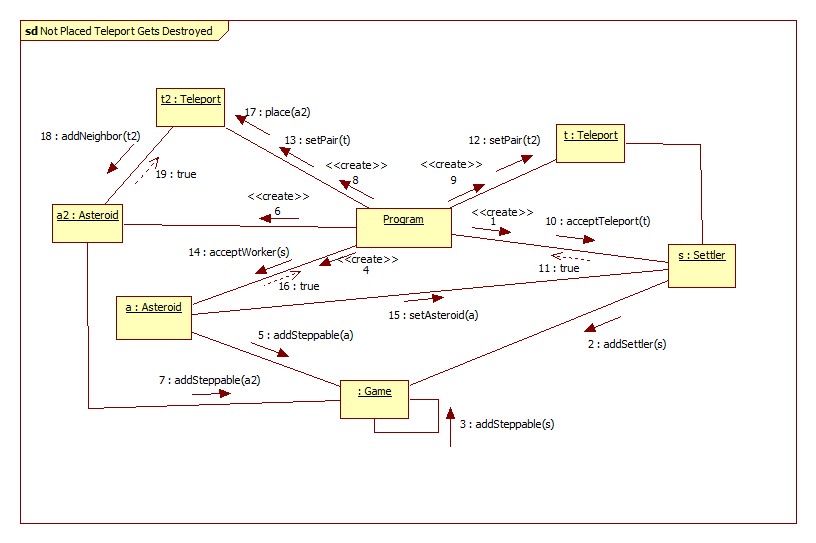 sd Not Placed Teleport Gets Destroyed
t2 : Teleport
17 : place(a2)
13 : setPair(t)
12 : setPair(t2)
t : Teleport
18 : addNeighbor(t2)
19 : true
<<create>>
8
<<create>>
9
<<create>>
6
a2 : Asteroid
Program
<<create>>
1
10 : acceptTeleport(t)
11 : true
s : Settler
14 : acceptWorker(s)
<<create>>
4
16 : true
a : Asteroid
15 : setAsteroid(a)
5 : addSteppable(a)
2 : addSettler(s)
7 : addSteppable(a2)
: Game
3 : addSteppable(s)